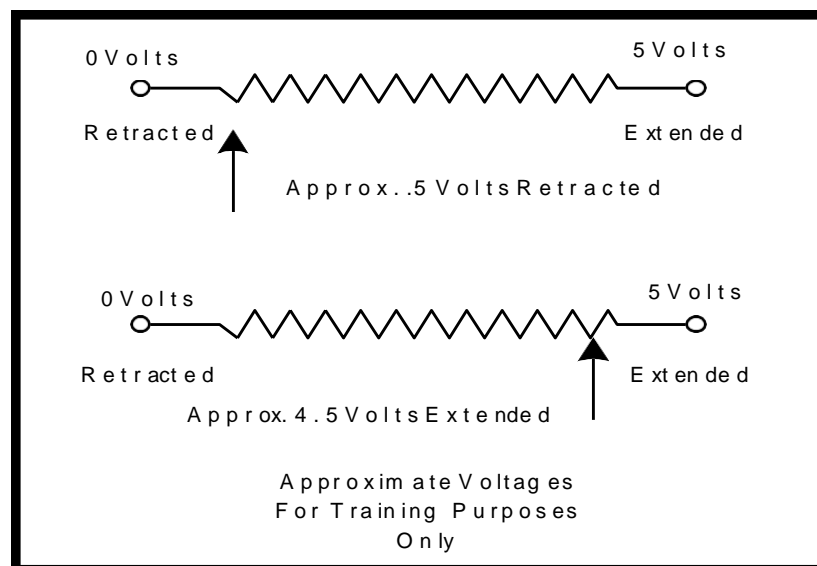 0 Volts
5 Volts
Retracted
Extended
Approx. .5 Volts Retracted
0 Volts
5 Volts
Retracted
Extended
Approx. 4.5 Volts Extended
Approximate Voltages
For Training Purposes
Only